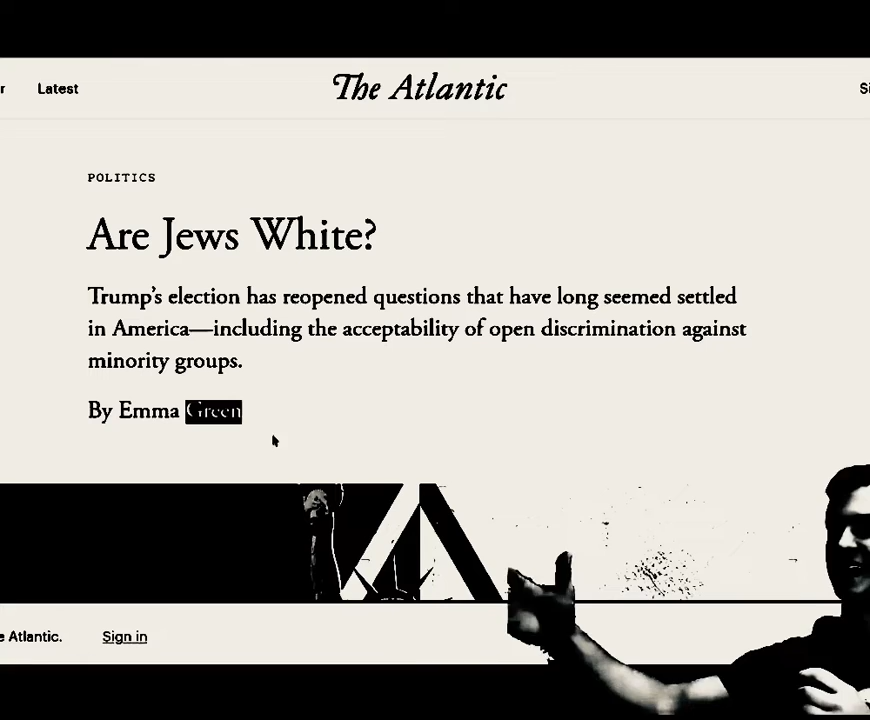 r Latest The Atlantic Si
POLITICS
Are Jews White?
Trump's election has reopened questions that have long seemed settled
in America—including the acceptability of open discrimination against
minority groups.
By Emma Green
e Atlantic. Sign in